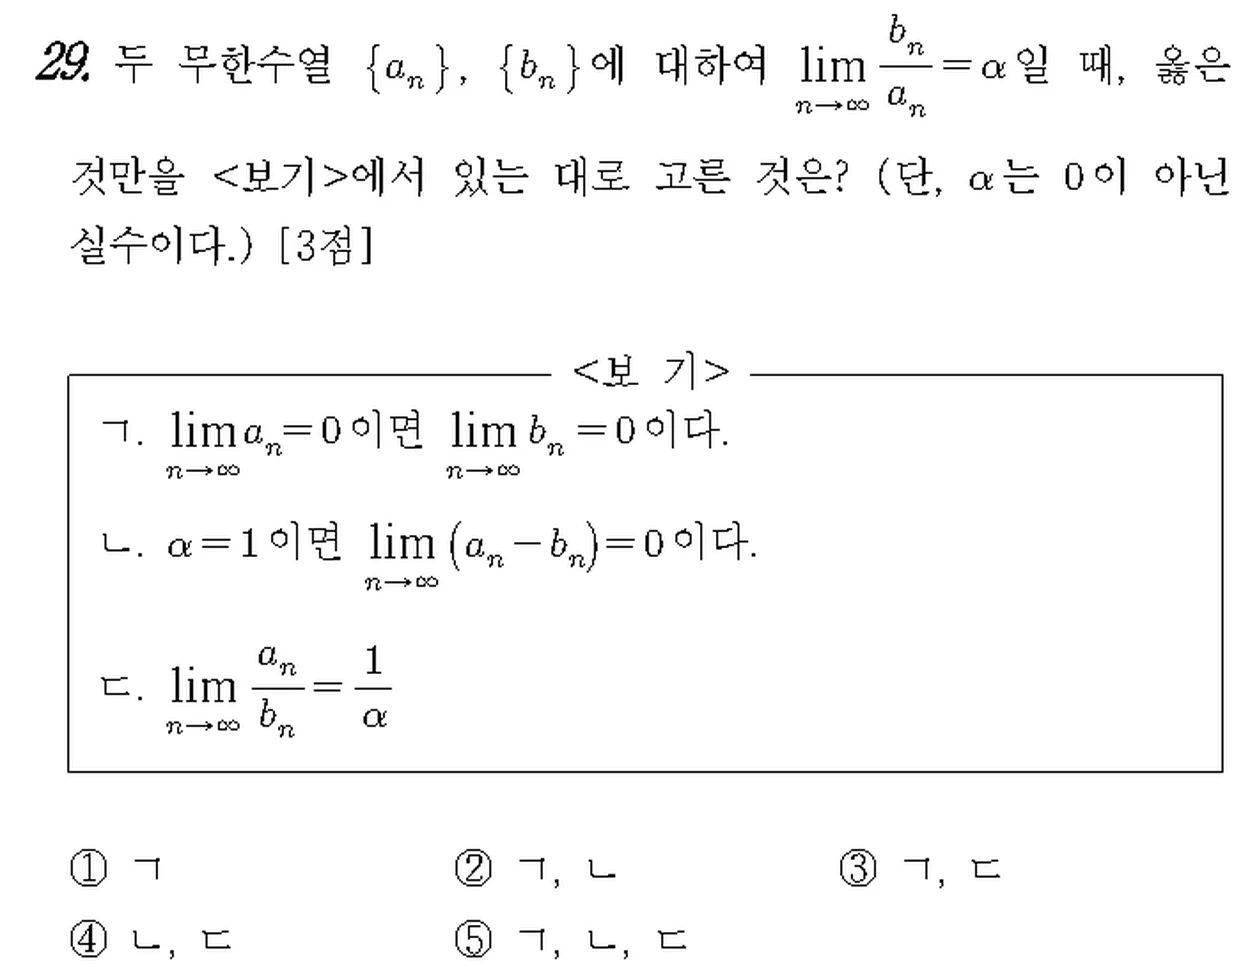 29. 두 무한수열 {aₙ}, {bₙ}에 대하여 lim_{n→∞} bₙ/aₙ = α일 때, 옳은
것만을 <보기>에서 있는 대로 고른 것은? (단, α는 0이 아닌
실수이다.) [3점]
<보 기>
ㄱ. lim_{n→∞} aₙ = 0이면 lim_{n→∞} bₙ = 0이다.
ㄴ. α = 1이면 lim_{n→∞} (aₙ - bₙ) = 0이다.
ㄷ. lim_{n→∞} aₙ/bₙ = 1/α
① ㄱ ② ㄱ, ㄴ ③ ㄱ, ㄷ
④ ㄴ, ㄷ ⑤ ㄱ, ㄴ, ㄷ